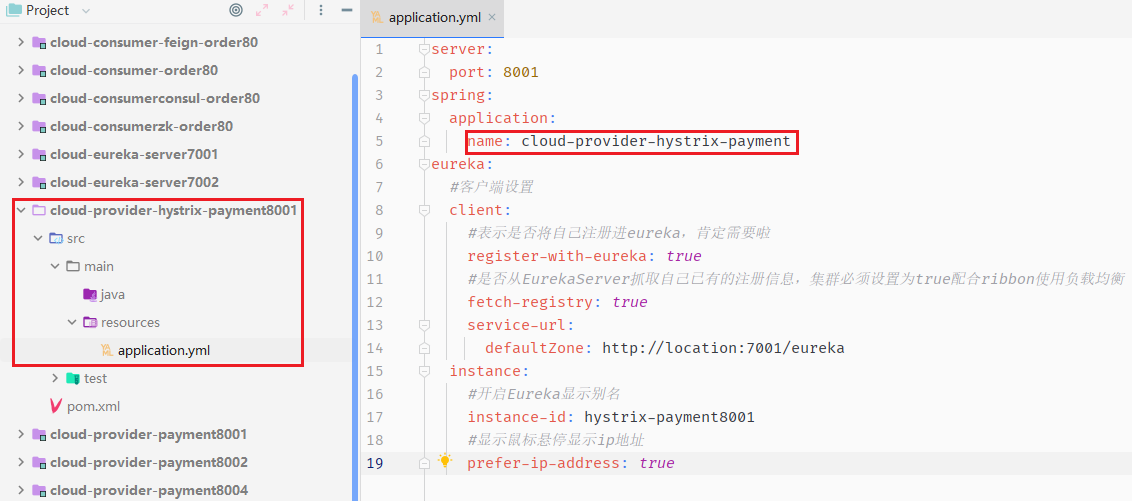 Project
cloud-consumer-feign-order80
cloud-consumer-order80
cloud-consumerconsul-order80
cloud-consumerzk-order80
cloud-eureka-server7001
cloud-eureka-server7002
cloud-provider-hystrix-payment8001
src
main
java
resources
application.yml
test
pom.xml
cloud-provider-payment8001
cloud-provider-payment8002
cloud-provider-payment8004
application.yml
1 server:
2 port: 8001
3 spring:
4 application:
5 name: cloud-provider-hystrix-payment
6 eureka:
7 #客户端设置
8 client:
9 #表示是否将自己注册进eureka，肯定需要啦
10 register-with-eureka: true
11 #是否从EurekaServer抓取自己已有的注册信息，集群必须设置为true配合ribbon使用负载均衡
12 fetch-registry: true
13 service-url:
14 defaultZone: http://location:7001/eureka
15 instance:
16 #开启Eureka显示别名
17 instance-id: hystrix-payment8001
18 #显示鼠标悬停显示ip地址
19 prefer-ip-address: true